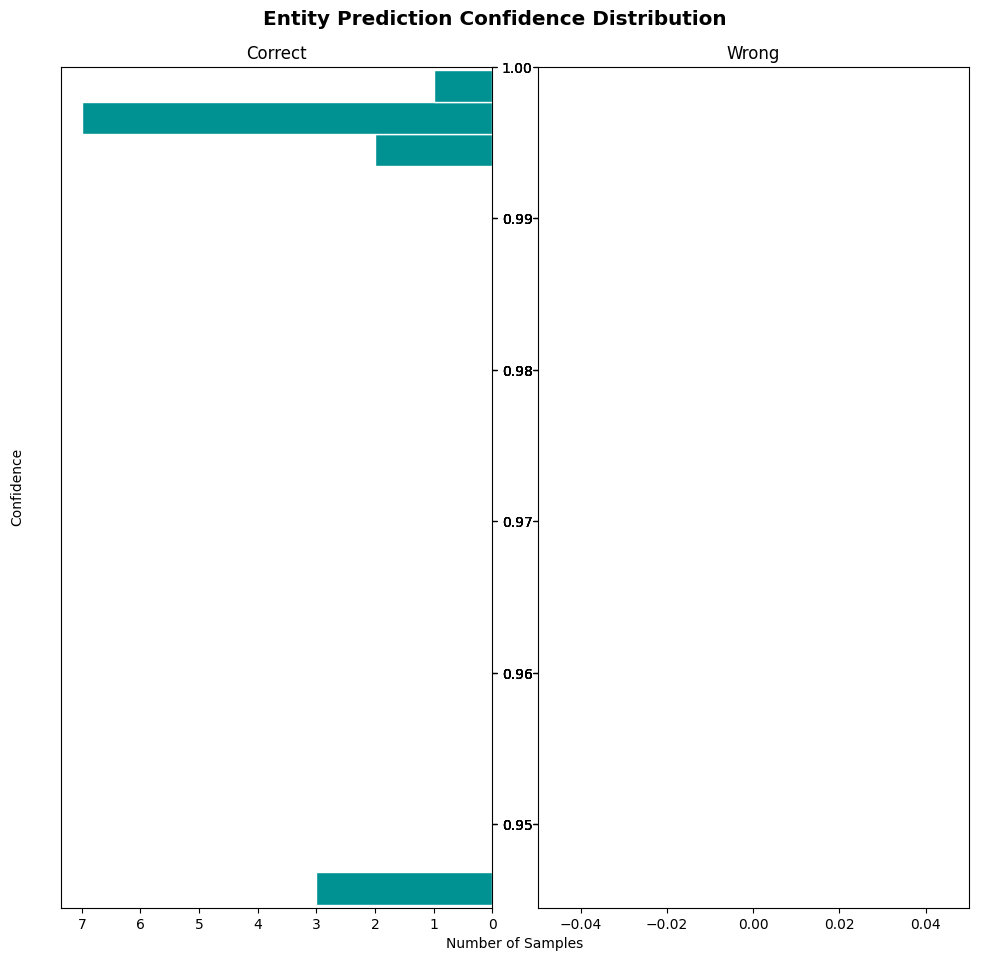 Entity Prediction Confidence Distribution
Correct
Wrong
1.00
0.99
0.98
0.97
0.96
0.95
Confidence
7 6 5 4 3 2 1 0
−0.04 −0.02 0.00 0.02 0.04
Number of Samples